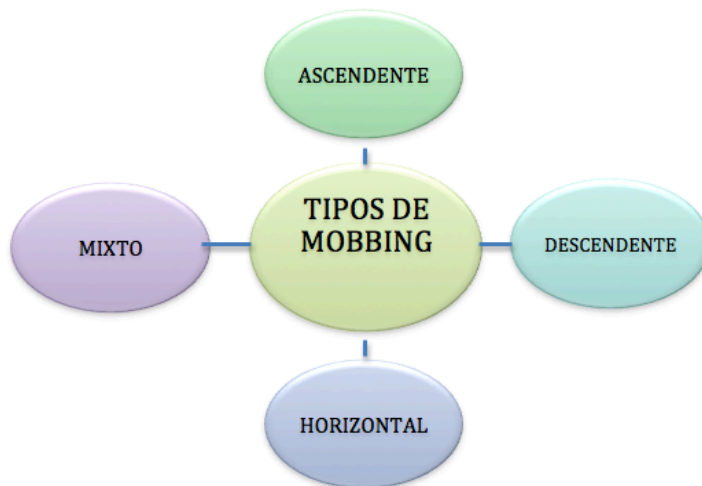 ASCENDENTE
TIPOS DE
MOBBING
MIXTO
DESCENDENTE
HORIZONTAL